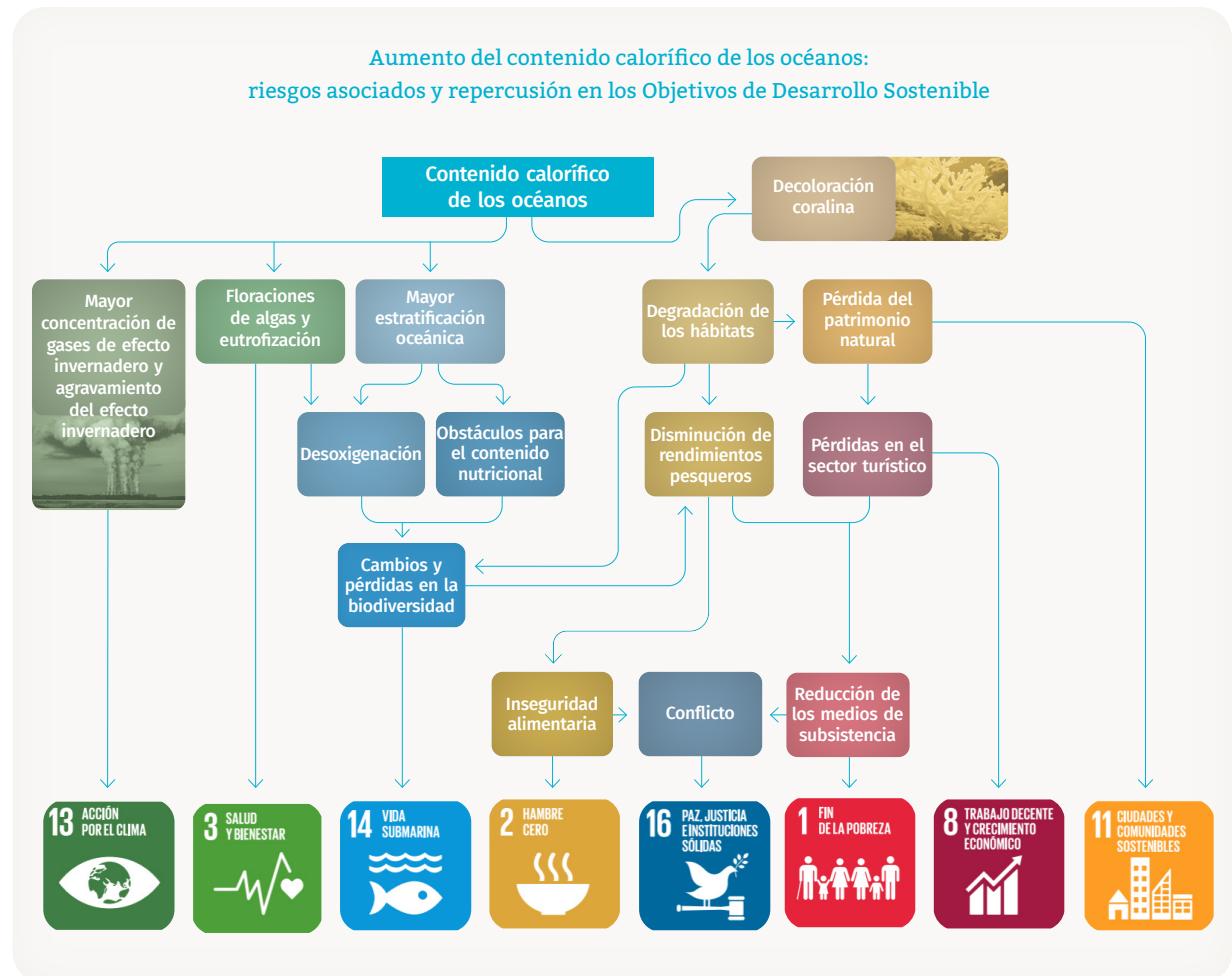 Aumento del contenido calorífico de los océanos:
riesgos asociados y repercusión en los Objetivos de Desarrollo Sostenible
Contenido calorífico
de los océanos
Decoloración
coralina
Mayor
concentración de
gases de efecto
invernadero y
agravamiento
del efecto
invernadero
Floraciones
de algas y
eutrofización
Mayor
estratificación
oceánica
Degradación de
los hábitats
Pérdida del
patrimonio
natural
Desoxigenación
Obstáculos para
el contenido
nutricional
Disminución de
rendimientos
pesqueros
Pérdidas en el
sector turístico
Cambios y
pérdidas en la
biodiversidad
Inseguridad
alimentaria
Conflicto
Reducción de
los medios de
subsistencia
13 ACCIÓN
POR EL CLIMA
3 SALUD
Y BIENESTAR
14 VIDA
SUBMARINA
2 HAMBRE
CERO
16 PAZ, JUSTICIA
E INSTITUCIONES
SÓLIDAS
1 FIN
DE LA POBREZA
8 TRABAJO DECENTE
Y CRECIMIENTO
ECONÓMICO
11 CIUDADES Y
COMUNIDADES
SOSTENIBLES